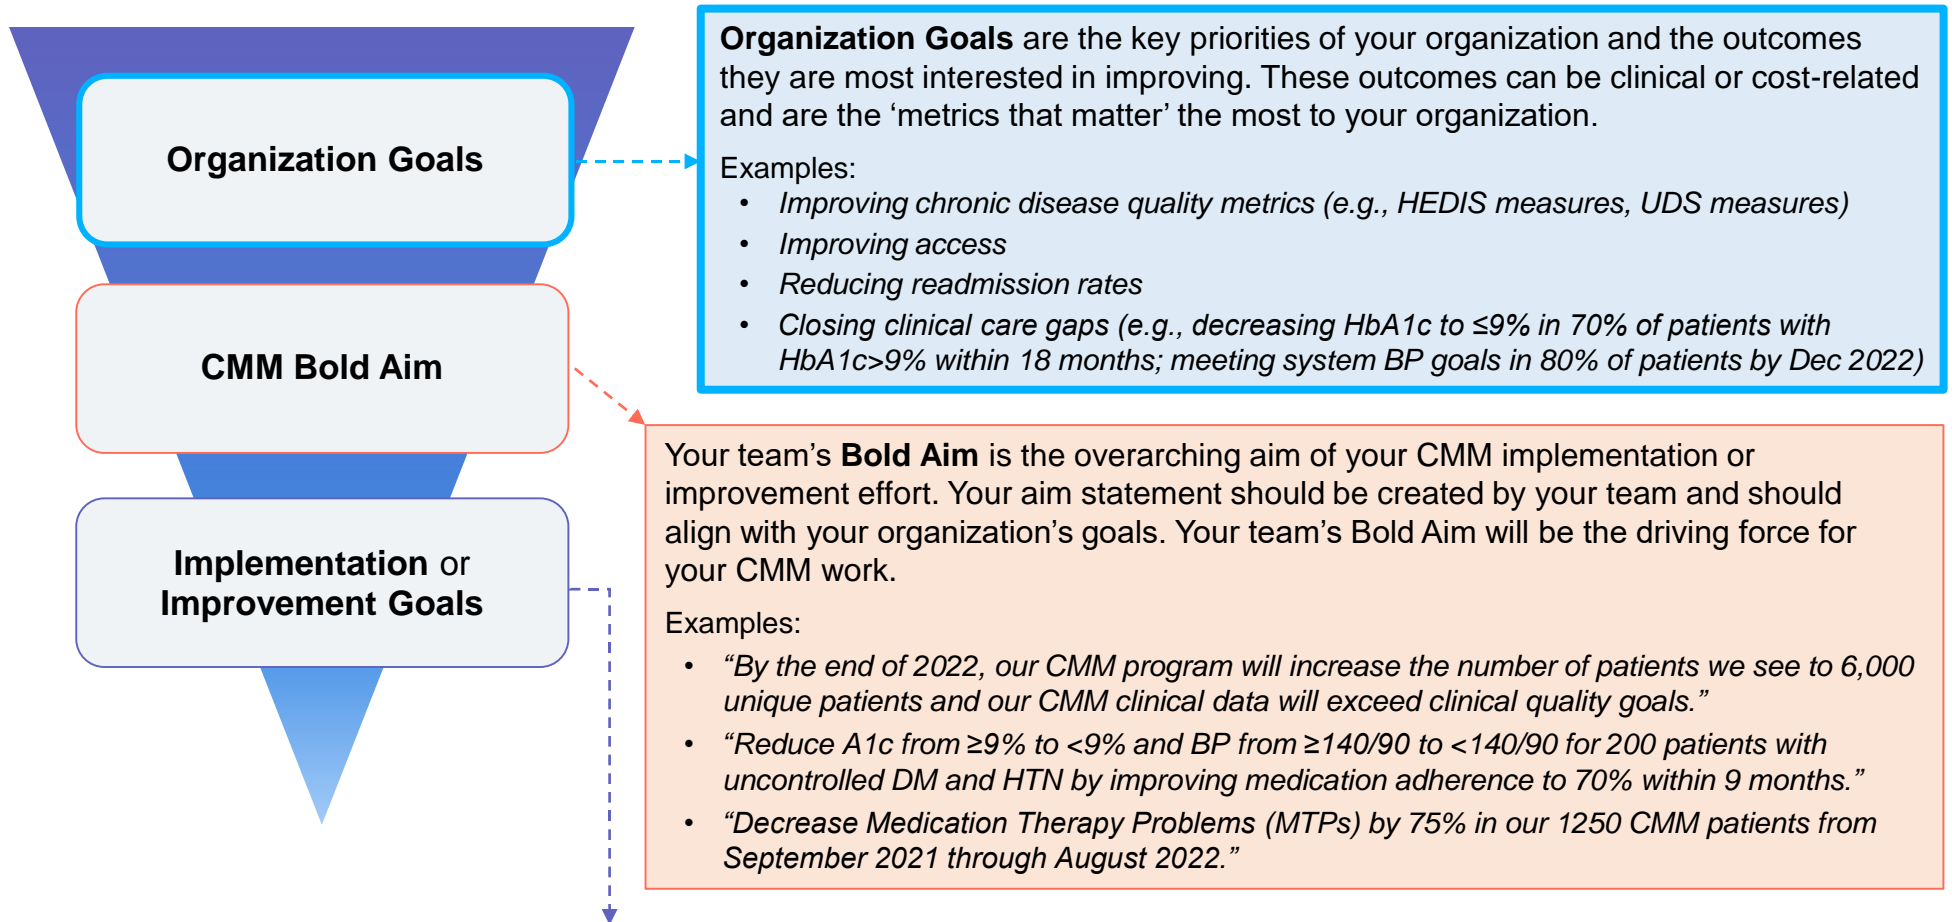 Organization Goals
CMM Bold Aim
Implementation or
Improvement Goals
Organization Goals are the key priorities of your organization and the outcomes
they are most interested in improving. These outcomes can be clinical or cost-related
and are the ‘metrics that matter’ the most to your organization.
Examples:
• Improving chronic disease quality metrics (e.g., HEDIS measures, UDS measures)
• Improving access
• Reducing readmission rates
• Closing clinical care gaps (e.g., decreasing HbA1c to ≤9% in 70% of patients with
HbA1c>9% within 18 months; meeting system BP goals in 80% of patients by Dec 2022)
Your team’s Bold Aim is the overarching aim of your CMM implementation or
improvement effort. Your aim statement should be created by your team and should
align with your organization’s goals. Your team’s Bold Aim will be the driving force for
your CMM work.
Examples:
• “By the end of 2022, our CMM program will increase the number of patients we see to 6,000
unique patients and our CMM clinical data will exceed clinical quality goals.”
• “Reduce A1c from ≥9% to <9% and BP from ≥140/90 to <140/90 for 200 patients with
uncontrolled DM and HTN by improving medication adherence to 70% within 9 months.”
• “Decrease Medication Therapy Problems (MTPs) by 75% in our 1250 CMM patients from
September 2021 through August 2022.”